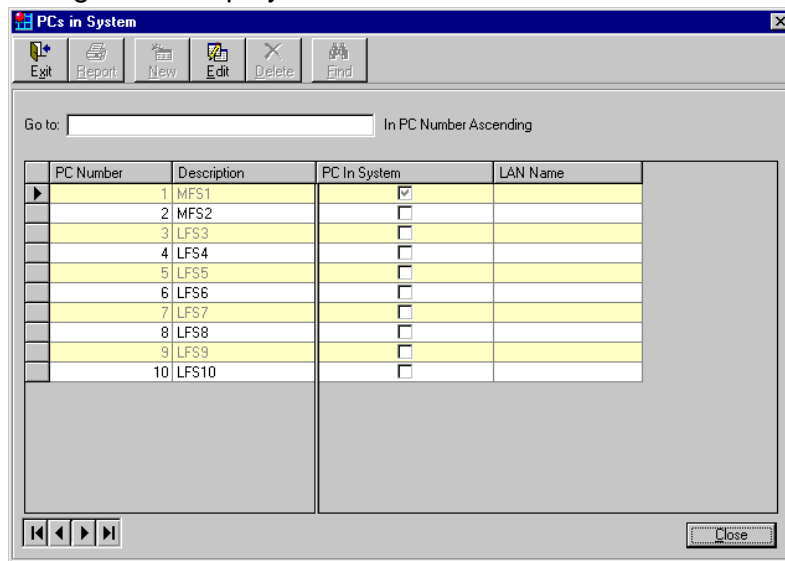 PCs in System
Exit Report New Edit Delete Find
Go to: In PC Number Ascending
PC Number Description PC In System LAN Name
1 MFS1
2 MFS2
3 LFS3
4 LFS4
5 LFS5
6 LFS6
7 LFS7
8 LFS8
9 LFS9
10 LFS10
Close